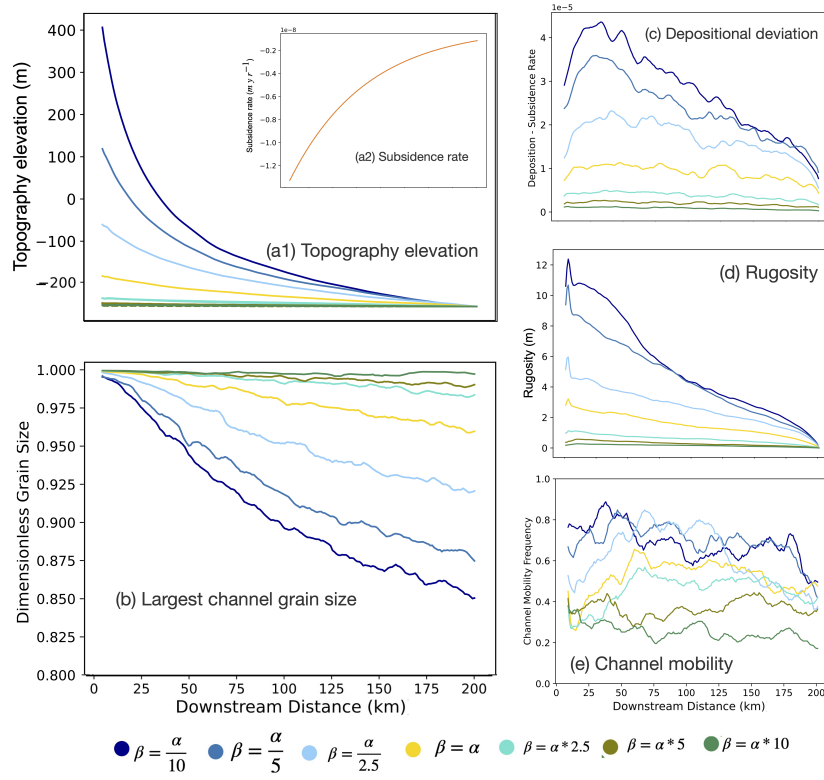 400
300
200
100
0
−100
−200
Topography elevation (m)
(a1) Topography elevation
1e−8
−0.2
−0.4
−0.6
−0.8
−1.0
−1.2
Subsidence rate (m y r⁻¹)
(a2) Subsidence rate
1.000
0.975
0.950
0.925
0.900
0.875
0.850
0.825
0.800
Dimensionless Grain Size
(b) Largest channel grain size
0 25 50 75 100 125 150 175 200
Downstream Distance (km)
1e−5
4
3
2
1
0
Deposition - Subsidence Rate
(c) Depositional deviation
12
10
8
6
4
2
0
Rugosity (m)
(d) Rugosity
1.0
0.8
0.6
0.4
0.2
0.0
Channel Mobility Frequency
(e) Channel mobility
0 25 50 75 100 125 150 175 200
Downstream Distance (km)
β = α/10 β = α/5 β = α/2.5 β = α β = α * 2.5 β = α * 5 β = α * 10